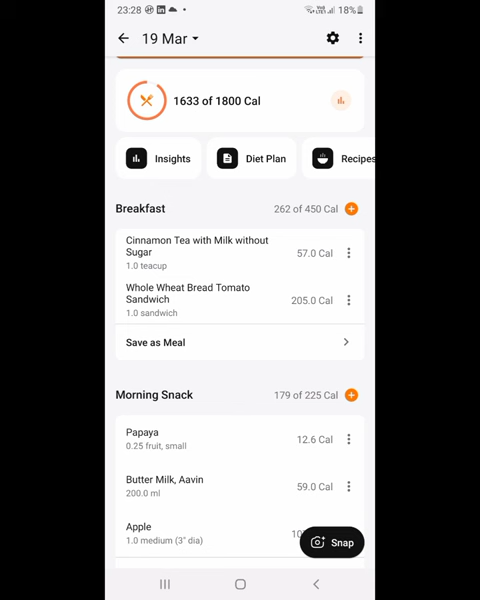 23:28 18%
19 Mar
1633 of 1800 Cal
Insights
Diet Plan
Recipes
Breakfast
262 of 450 Cal
Cinnamon Tea with Milk without
Sugar
1.0 teacup
57.0 Cal
Whole Wheat Bread Tomato
Sandwich
1.0 sandwich
205.0 Cal
Save as Meal
Morning Snack
179 of 225 Cal
Papaya
0.25 fruit, small
12.6 Cal
Butter Milk, Aavin
200.0 ml
59.0 Cal
Apple
1.0 medium (3" dia)
Snap